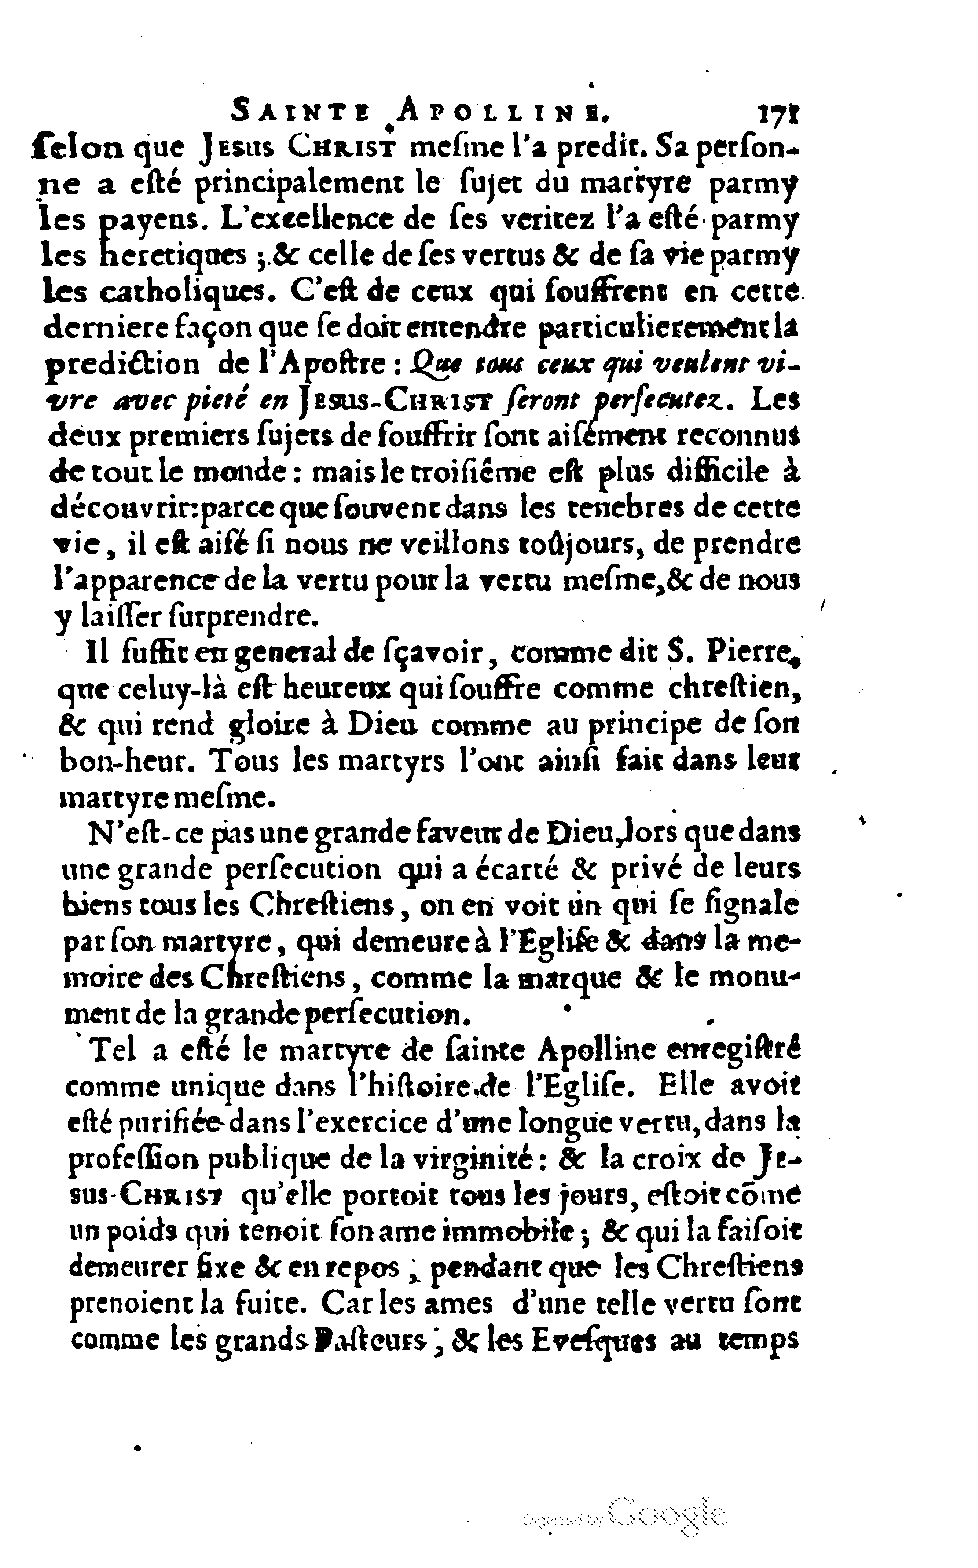 SAINTE APOLLINE. 171
ſelon que JESUS CHRIST meſme l'a predit. Sa perſon-
ne a eſté principalement le ſujet du martyre parmy
les payens. L'excellence de ſes veritez l'a eſté parmy
les heretiques ; & celle de ſes vertus & de ſa vie parmy
les catholiques. C'eſt de ceux qui ſouffrent en cette
derniere façon que ſe doit entendre particulierement la
prediction de l'Apoſtre : Que tous ceux qui veulent vi-
vre avec pieté en JESUS-CHRIST ſeront perſecutez. Les
deux premiers ſujets de ſouffrir ſont aiſément reconnus
de tout le monde : mais le troiſiême eſt plus difficile à
découvrir: parce que ſouvent dans les tenebres de cette
vie, il eſt aiſé ſi nous ne veillons toûjours, de prendre
l'apparence de la vertu pour la vertu meſme, & de nous
y laiſſer ſurprendre.
Il ſuffit en general de ſçavoir, comme dit S. Pierre,
que celuy-là eſt heureux qui ſouffre comme chreſtien,
& qui rend gloire à Dieu comme au principe de ſon
bon-heur. Tous les martyrs l'ont ainſi fait dans leur
martyre meſme.
N'eſt-ce pas une grande faveur de Dieu, lors que dans
une grande perſecution qui a écarté & privé de leurs
biens tous les Chreſtiens, on en voit un qui ſe ſignale
par ſon martyre, qui demeure à l'Egliſe & dans la me-
moire des Chreſtiens, comme la marque & le monu-
ment de la grande perſecution.
Tel a eſté le martyre de ſainte Apolline enregiſtré
comme unique dans l'hiſtoire de l'Egliſe. Elle avoit
eſté purifiée dans l'exercice d'une longue vertu, dans la
profeſſion publique de la virginité : & la croix de JE-
SUS-CHRIST qu'elle portoit tous les jours, eſtoit cōme
un poids qui tenoit ſon ame immobile ; & qui la faiſoit
demeurer fixe & en repos ; pendant que les Chreſtiens
prenoient la fuite. Car les ames d'une telle vertu ſont
comme les grands Paſteurs ; & les Eveſques au temps
Digitized by Google